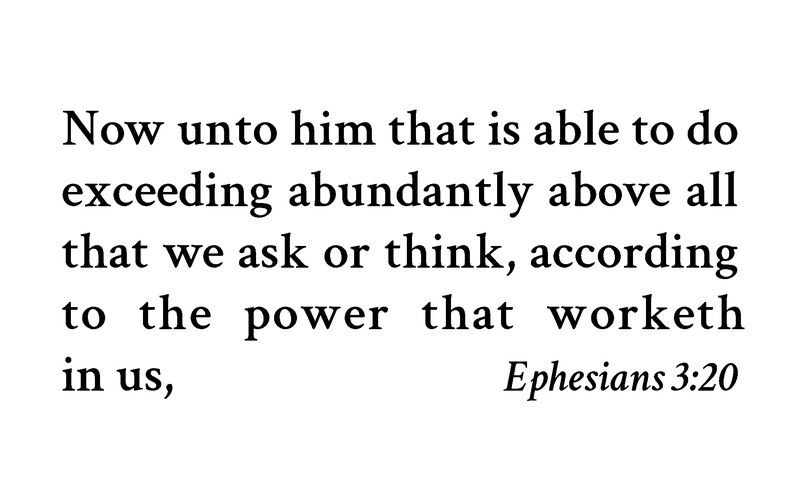 Now unto him that is able to do
exceeding abundantly above all
that we ask or think, according
to the power that worketh
in us, Ephesians 3:20